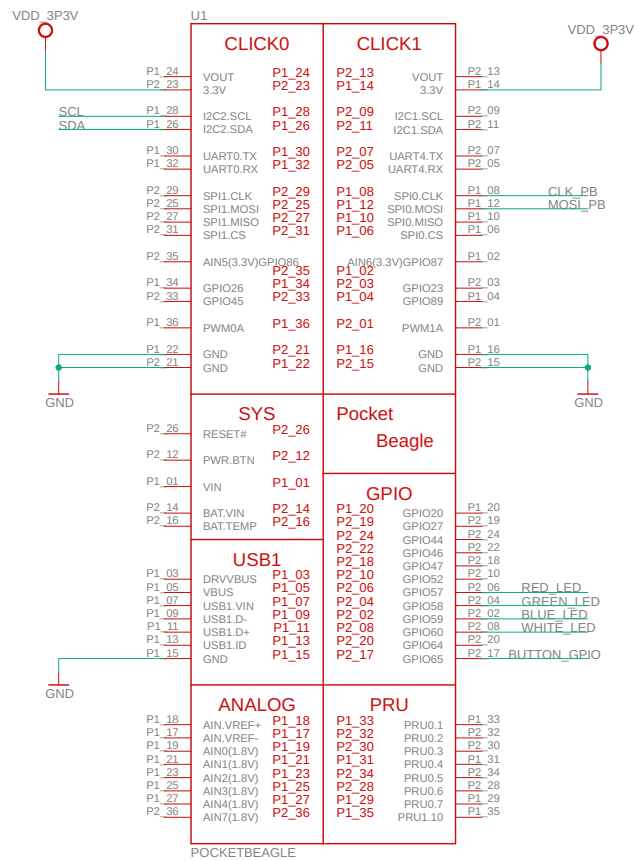 VDD_3P3V U1 VDD_3P3V
CLICK0 CLICK1
P1_24 VOUT P1_24 P2_13 VOUT P2_13
P2_23 3.3V P2_23 P1_14 3.3V P1_14
SCL P1_28 I2C2.SCL P1_28 P2_09 I2C1.SCL P2_09
SDA P1_26 I2C2.SDA P1_26 P2_11 I2C1.SDA P2_11
P1_30 UART0.TX P1_30 P2_07 UART4.TX P2_07
P1_32 UART0.RX P1_32 P2_05 UART4.RX P2_05
P2_29 SPI1.CLK P2_29 P1_08 SPI0.CLK P1_08 CLK_PB
P2_25 SPI1.MOSI P2_25 P1_12 SPI0.MOSI P1_12 MOSI_PB
P2_27 SPI1.MISO P2_27 P1_10 SPI0.MISO P1_10
P2_31 SPI1.CS P2_31 P1_06 SPI0.CS P1_06
P2_35 AIN5(3.3V)GPIO86 P2_35 P1_02 AIN6(3.3V)GPIO87 P1_02
P1_34 GPIO26 P1_34 P2_03 GPIO23 P2_03
P2_33 GPIO45 P2_33 P1_04 GPIO89 P1_04
P1_36 PWM0A P1_36 P2_01 PWM1A P2_01
P1_22 GND P2_21 P1_16 GND P1_16
P2_21 GND P1_22 P2_15 GND P2_15
GND GND
SYS Pocket
Beagle
P2_26 RESET# P2_26
P2_12 PWR.BTN P2_12
P1_01 VIN P1_01
GPIO
P2_14 BAT.VIN P2_14 P1_20 GPIO20 P1_20
P2_16 BAT.TEMP P2_16 P2_19 GPIO27 P2_19
P2_24 GPIO44 P2_24
P2_22 GPIO46 P2_22
USB1 P2_18 GPIO47 P2_18
P1_03 DRVVBUS P1_03 P2_10 GPIO52 P2_10
P1_05 VBUS P1_05 P2_06 GPIO57 P2_06 RED_LED
P1_07 USB1.VIN P1_07 P2_04 GPIO58 P2_04 GREEN_LED
P1_09 USB1.D- P1_09 P2_02 GPIO59 P2_02 BLUE_LED
P1_11 USB1.D+ P1_11 P2_08 GPIO60 P2_08 WHITE_LED
P1_13 USB1.ID P1_13 P2_20 GPIO64 P2_20
P1_15 GND P1_15 P2_17 GPIO65 P2_17 BUTTON_GPIO
GND
ANALOG PRU
P1_18 AIN.VREF+ P1_18 P1_33 PRU0.1 P1_33
P1_17 AIN.VREF- P1_17 P2_32 PRU0.2 P2_32
P1_19 AIN0(1.8V) P1_19 P2_30 PRU0.3 P2_30
P1_21 AIN1(1.8V) P1_21 P1_31 PRU0.4 P1_31
P1_23 AIN2(1.8V) P1_23 P2_34 PRU0.5 P2_34
P1_25 AIN3(1.8V) P1_25 P2_28 PRU0.6 P2_28
P1_27 AIN4(1.8V) P1_27 P1_29 PRU0.7 P1_29
P2_36 AIN7(1.8V) P2_36 P1_35 PRU1.10 P1_35
POCKETBEAGLE